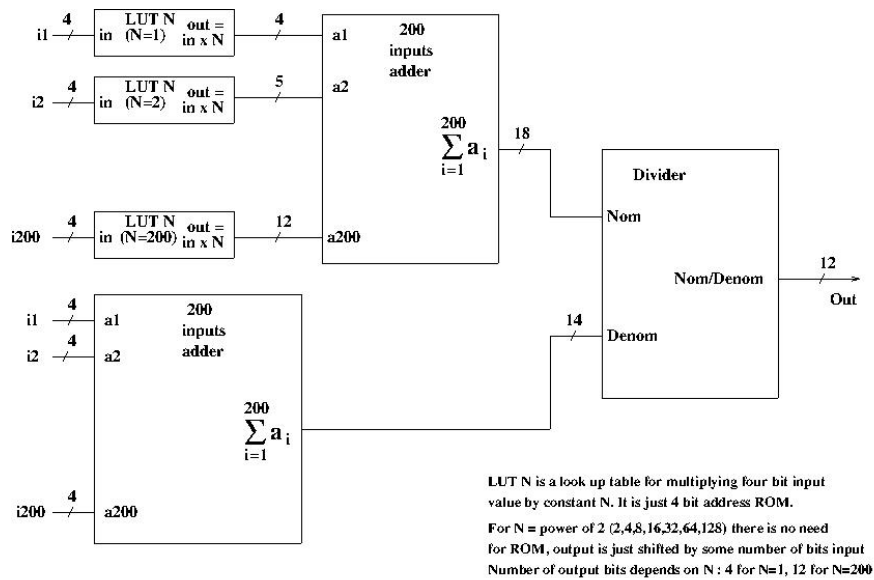 4 LUT N out = 4
i1 in (N=1) in x N a1
200
inputs
adder
4 LUT N out = 5
i2 in (N=2) in x N a2
200
∑ a i
i=1
18
4 LUT N out = 12
i200 in (N=200) in x N a200
Divider
Nom
Nom/Denom
12
Out
14
Denom
4
i1 a1
200
inputs
adder
4
i2 a2
200
∑ a i
i=1
4
i200 a200
LUT N is a look up table for multiplying four bit input
value by constant N. It is just 4 bit address ROM.
For N = power of 2 (2,4,8,16,32,64,128) there is no need
for ROM, output is just shifted by some number of bits input
Number of output bits depends on N : 4 for N=1, 12 for N=200